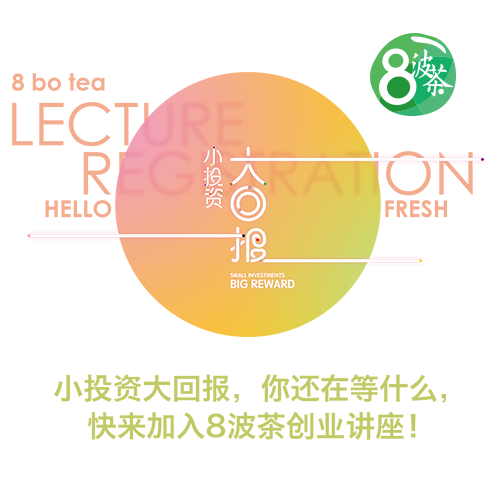 8波茶
8 bo tea
LECTURE
REGISTRATION
HELLO
FRESH
小投资
大回报
SMALL INVESTMENTS
BIG REWARD
小投资大回报，你还在等什么，
快来加入8波茶创业讲座！